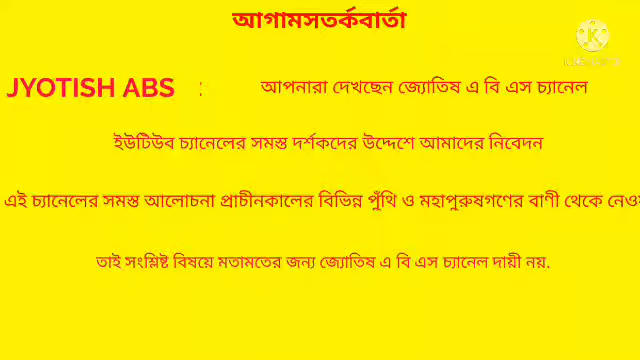 আগামসতর্কবার্তা
JYOTISH ABS : আপনারা দেখছেন জ্যোতিষ এ বি এস চ্যানেল
ইউটিউব চ্যানেলের সমস্ত দর্শকদের উদ্দেশে আমাদের নিবেদন
এই চ্যানেলের সমস্ত আলোচনা প্রাচীনকালের বিভিন্ন পুঁথি ও মহাপুরুষগণের বাণী থেকে
তাই সংশ্লিষ্ট বিষয়ে মতামতের জন্য জ্যোতিষ এ বি এস চ্যানেল দায়ী নয়.